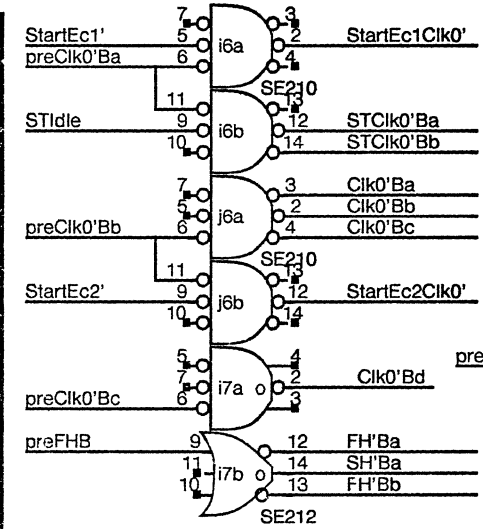 7 3
StartEc1' 5 i6a 2 StartEc1Clk0'
preClk0'Ba 6 4
SE210
11 13
STIdle 9 i6b 12 STClk0'Ba
10 14 STClk0'Bb
7 3 Clk0'Ba
5 j6a 2 Clk0'Bb
preClk0'Bb 6 4 Clk0'Bc
SE210
11 13
StartEc2' 9 j6b 12 StartEc2Clk0'
10 14
5 4
pre
7 i7a 2 Clk0'Bd
preClk0'Bc 6 3
preFHB 9 12 FH'Ba
11 i7b 14 SH'Ba
10 13 FH'Bb
SE212